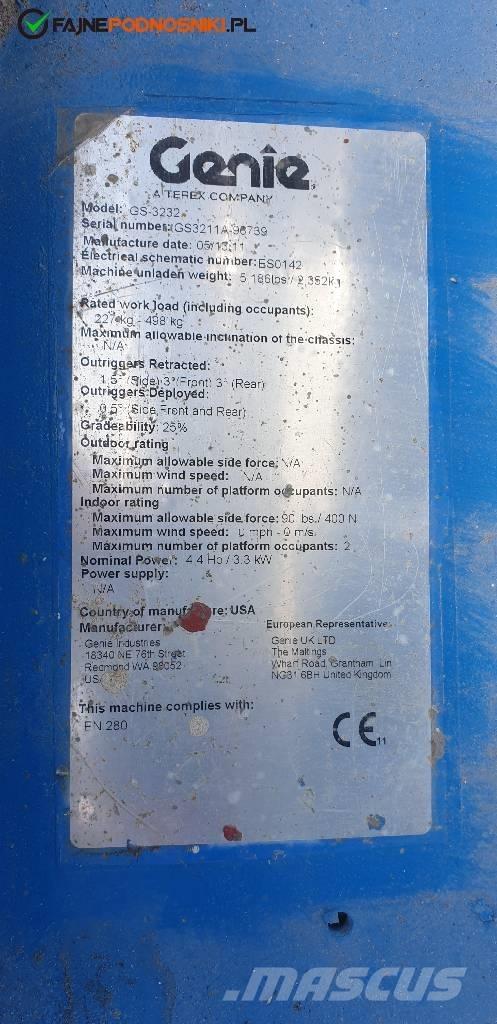 FAJNEPODNOSNIKI.PL
Genie
A TEREX COMPANY
Model: GS-3232
Serial number: GS3211A-96739
Manufacture date: 05/13/11
Electrical schematic number: ES0142
Machine unladen weight: 5,186lbs / 2,352Kg
Rated work load (including occupants):
227 kg - 498 kg
Maximum allowable inclination of the chassis:
N/A
Outriggers Retracted:
1.5° (Side) 3°(Front) 3° (Rear)
Outriggers Deployed:
0.5° (Side,Front and Rear)
Gradeability: 25%
Outdoor rating
Maximum allowable side force: N/A
Maximum wind speed: N/A
Maximum number of platform occupants: N/A
Indoor rating
Maximum allowable side force: 90 lbs./ 400 N
Maximum wind speed: 0 mph - 0 m/s
Maximum number of platform occupants: 2
Nominal Power: 4.4 Hp / 3.3 kW
Power supply:
N/A
Country of manufacture: USA
Manufacturer:
Genie Industries
18340 NE 76th Street
Redmond WA 98052
USA
European Representative:
Genie UK LTD
The Maltings
Wharf Road, Grantham, Lin
NG31 6BH United Kingdom
This machine complies with:
EN 280
CE 11
MASCUS